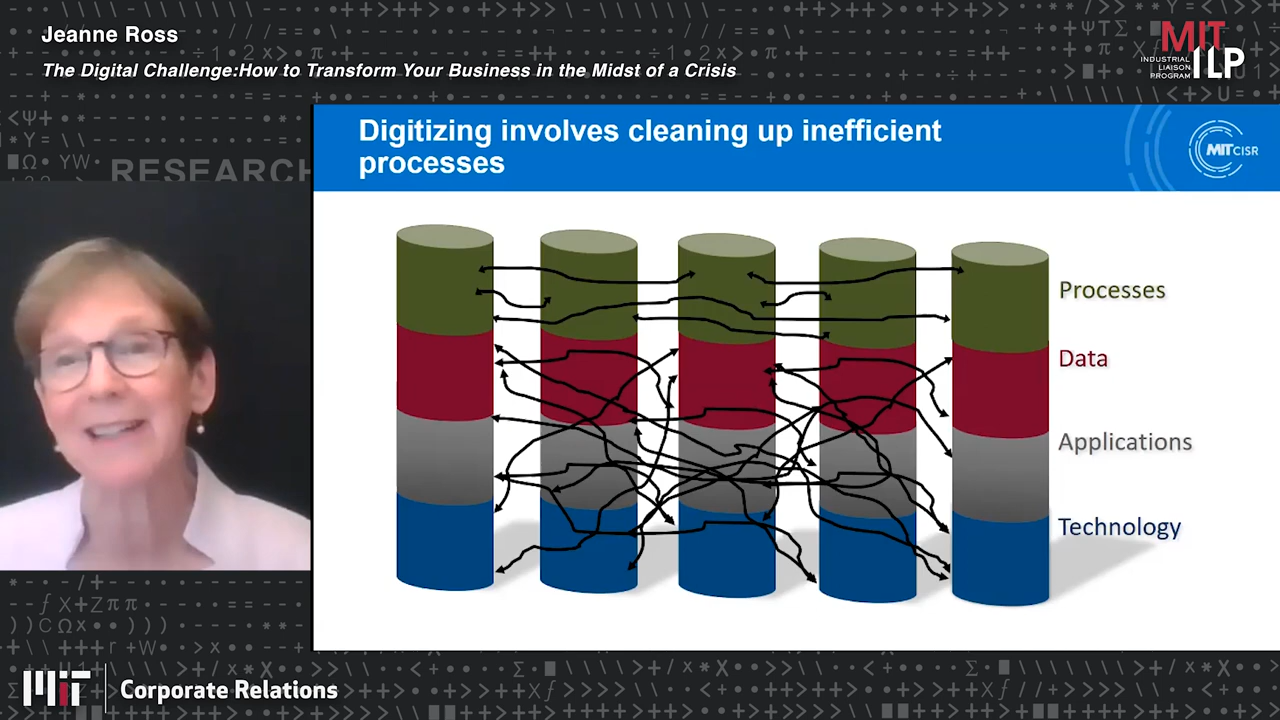 Jeanne Ross
The Digital Challenge:How to Transform Your Business in the Midst of a Crisis
MIT
INDUSTRIAL
LIAISON
PROGRAM
ILP
RESEARCH
Digitizing involves cleaning up inefficient
processes
MIT CISR
Processes
Data
Applications
Technology
MIT
Corporate Relations